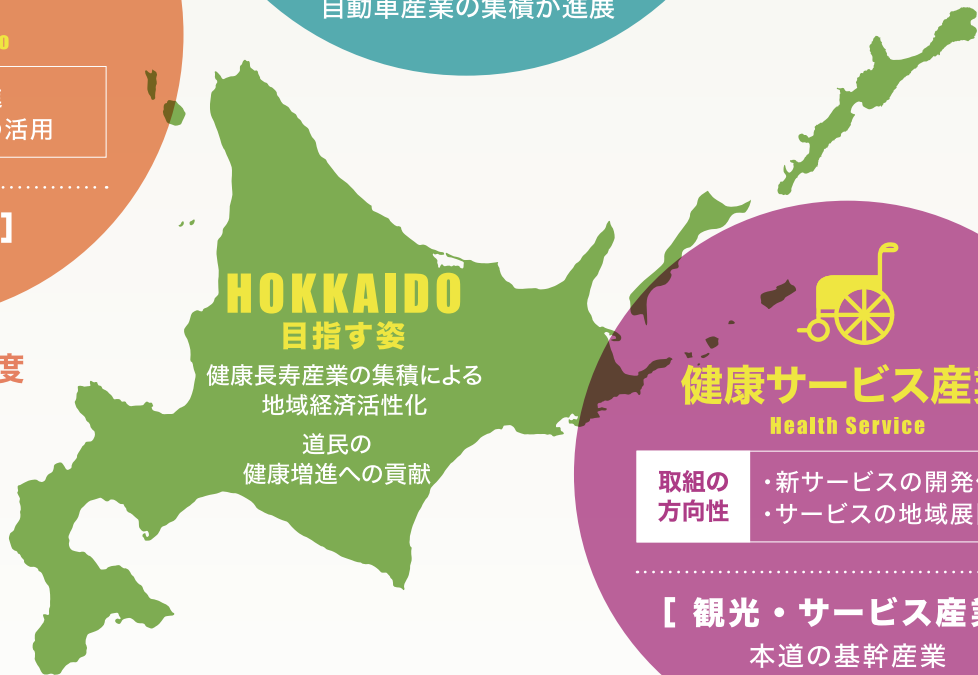 自動車産業の集積が進展
の活用
]
度
HOKKAIDO
目指す姿
健康長寿産業の集積による
地域経済活性化
道民の
健康増進への貢献
健康サービス産
Health Service
取組の
方向性
・新サービスの開発
・サービスの地域展
[ 観光・サービス産
本道の基幹産業